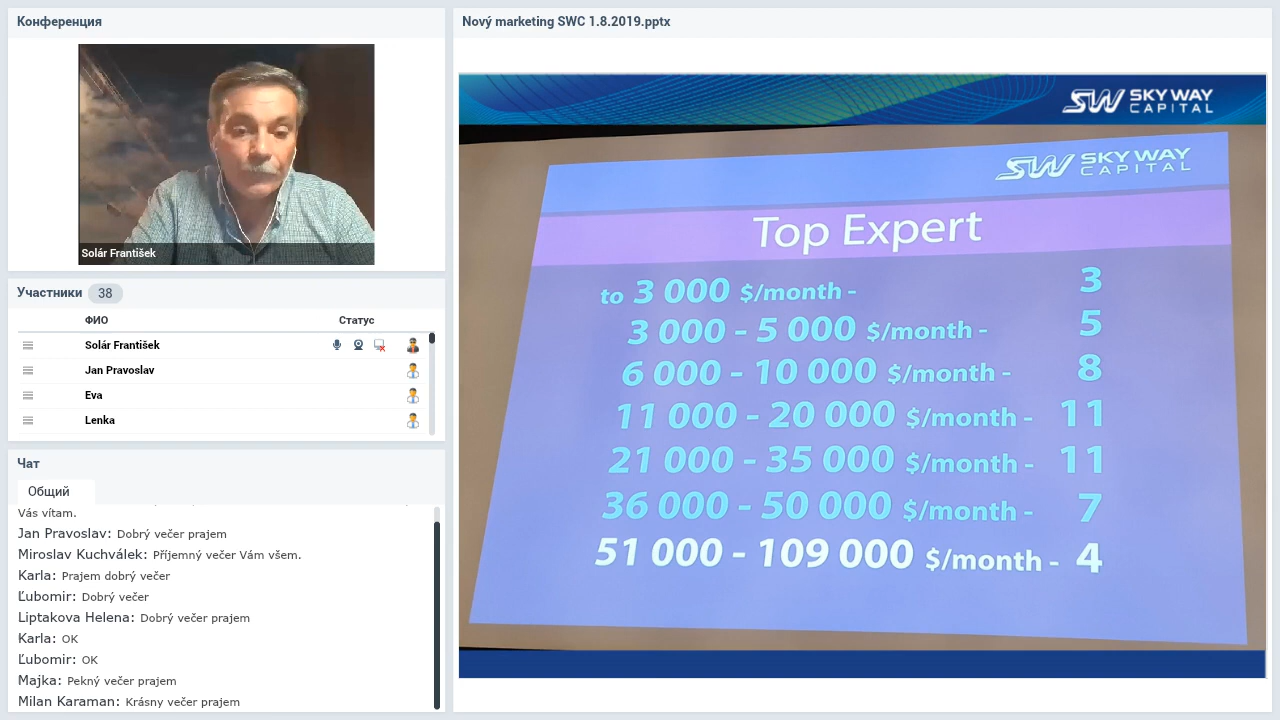 Конференция
Solár František
Участники 38
ФИО Статус
Solár František
Jan Pravoslav
Eva
Lenka
Чат
Общий
Vás vítam.
Jan Pravoslav: Dobrý večer prajem
Miroslav Kuchválek: Příjemný večer Vám všem.
Karla: Prajem dobrý večer
Ľubomir: Dobrý večer
Liptakova Helena: Dobrý večer prajem
Karla: OK
Ľubomir: OK
Majka: Pekný večer prajem
Milan Karaman: Krásny večer prajem
Nový marketing SWC 1.8.2019.pptx
SW SKY WAY
CAPITAL
SW SKY WAY
CAPITAL
Top Expert
to 3 000 $/month - 3
3 000 - 5 000 $/month - 5
6 000 - 10 000 $/month - 8
11 000 - 20 000 $/month - 11
21 000 - 35 000 $/month - 11
36 000 - 50 000 $/month - 7
51 000 - 109 000 $/month - 4